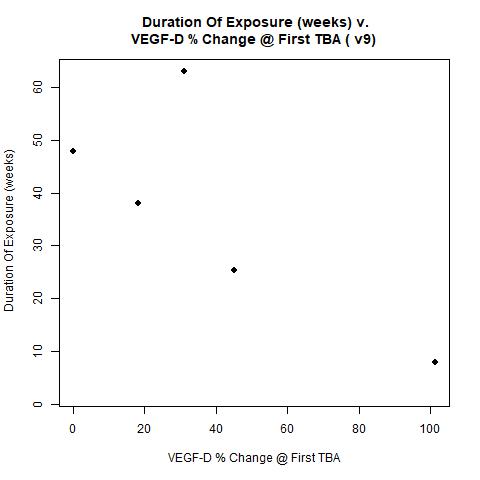 Duration Of Exposure (weeks) v.
VEGF-D % Change @ First TBA ( v9)
Duration Of Exposure (weeks)
60
50
40
30
20
10
0
0 20 40 60 80 100
VEGF-D % Change @ First TBA